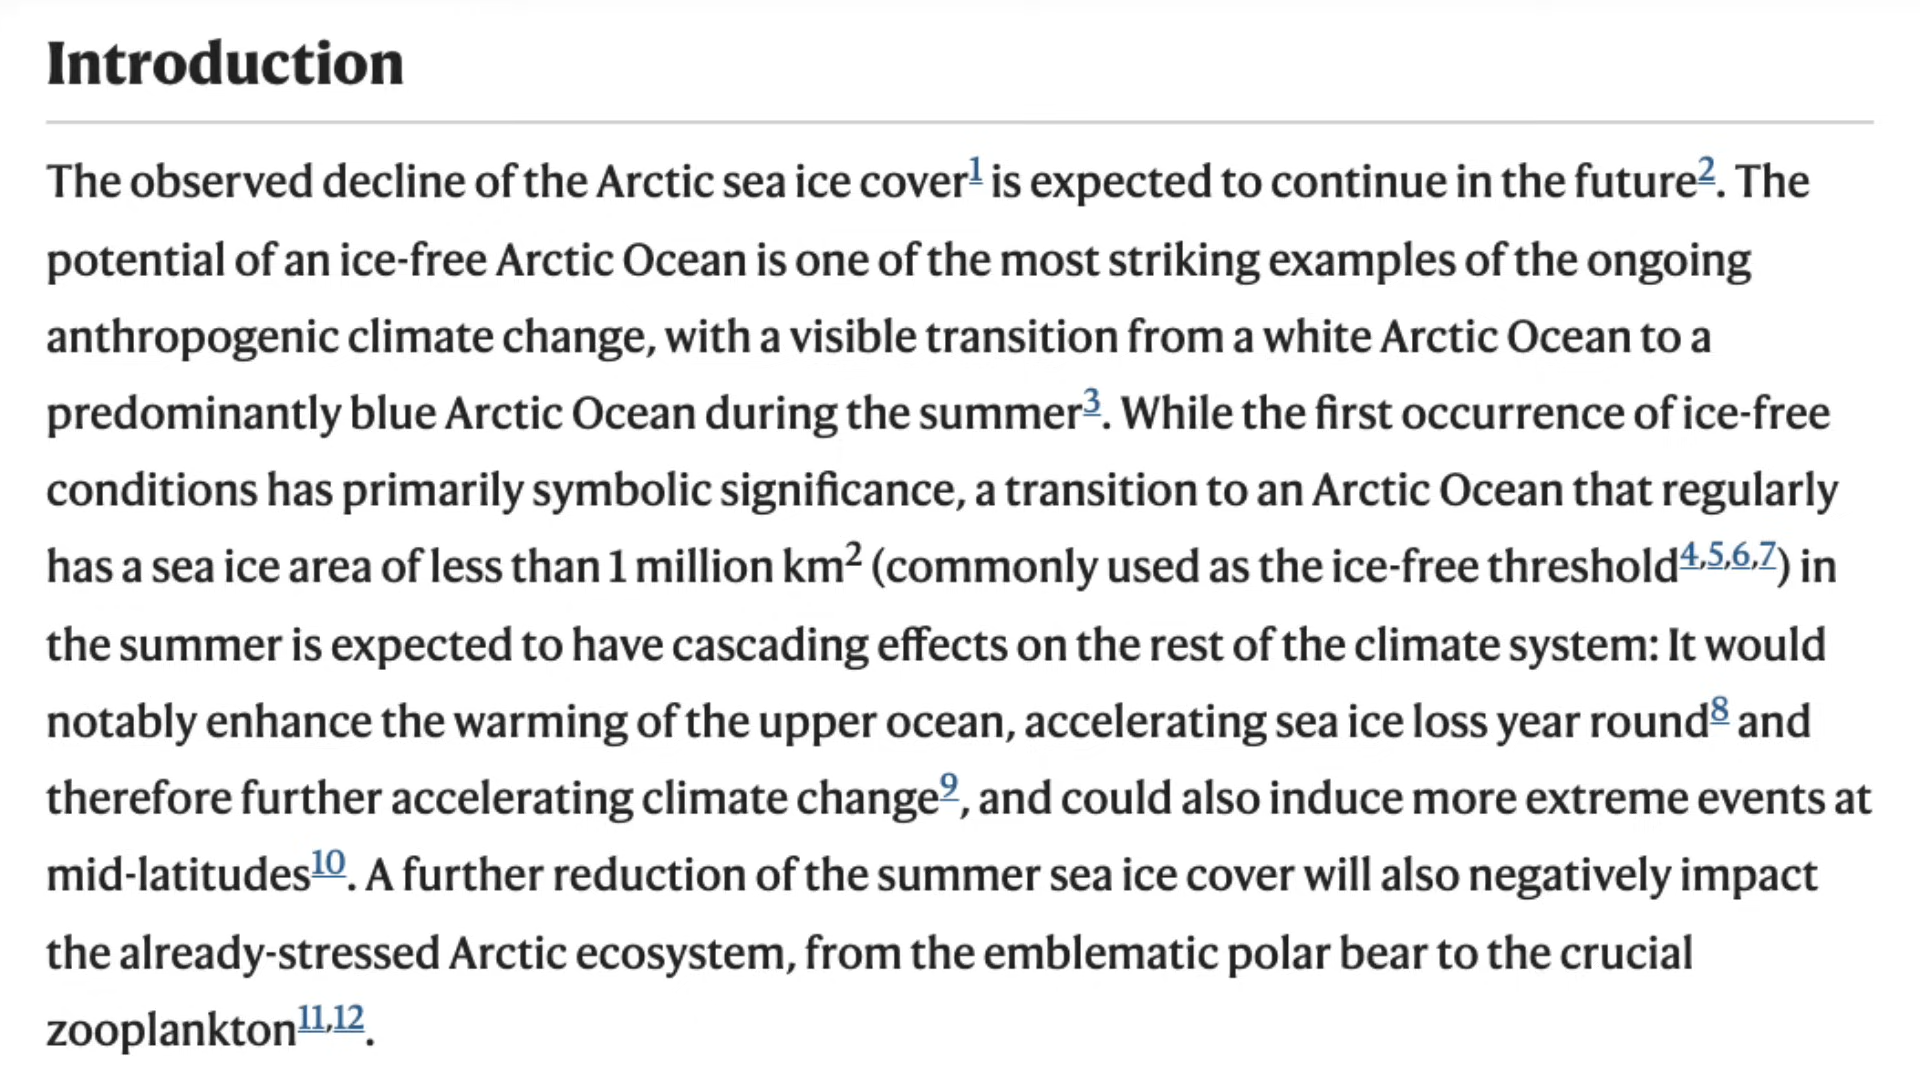 Introduction
The observed decline of the Arctic sea ice cover1 is expected to continue in the future2. The
potential of an ice-free Arctic Ocean is one of the most striking examples of the ongoing
anthropogenic climate change, with a visible transition from a white Arctic Ocean to a
predominantly blue Arctic Ocean during the summer3. While the first occurrence of ice-free
conditions has primarily symbolic significance, a transition to an Arctic Ocean that regularly
has a sea ice area of less than 1 million km2 (commonly used as the ice-free threshold4,5,6,7) in
the summer is expected to have cascading effects on the rest of the climate system: It would
notably enhance the warming of the upper ocean, accelerating sea ice loss year round8 and
therefore further accelerating climate change9, and could also induce more extreme events at
mid-latitudes10. A further reduction of the summer sea ice cover will also negatively impact
the already-stressed Arctic ecosystem, from the emblematic polar bear to the crucial
zooplankton11,12.